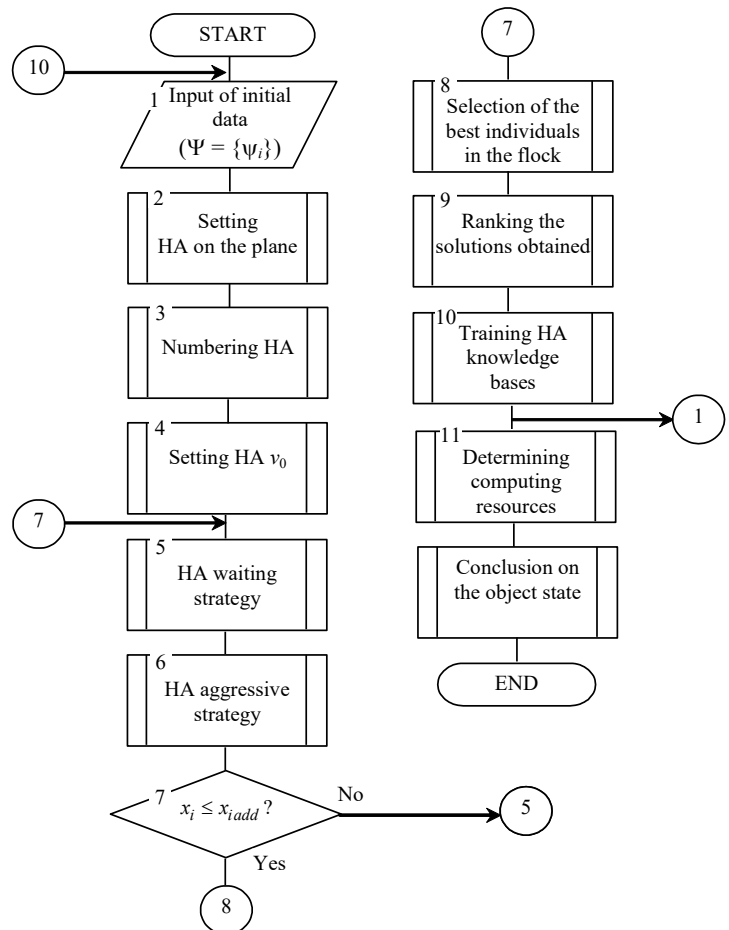 START
10
1
Input of initial
data
(Ψ = {ψi})
2
Setting
HA on the plane
3
Numbering HA
4
Setting HA v0
7
5
HA waiting
strategy
6
HA aggressive
strategy
7
xi ≤ xiadd ?
No
5
Yes
8
7
8
Selection of the
best individuals
in the flock
9
Ranking the
solutions obtained
10
Training HA
knowledge
bases
1
11
Determining
computing
resources
Conclusion on
the object state
END